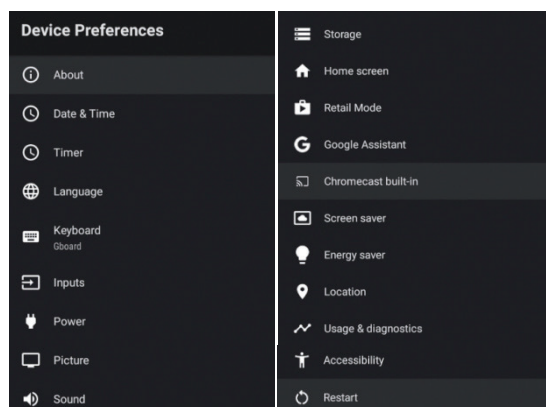 Device Preferences
About
Date & Time
Timer
Language
Keyboard
Gboard
Inputs
Power
Picture
Sound
Storage
Home screen
Retail Mode
Google Assistant
Chromecast built-in
Screen saver
Energy saver
Location
Usage & diagnostics
Accessibility
Restart